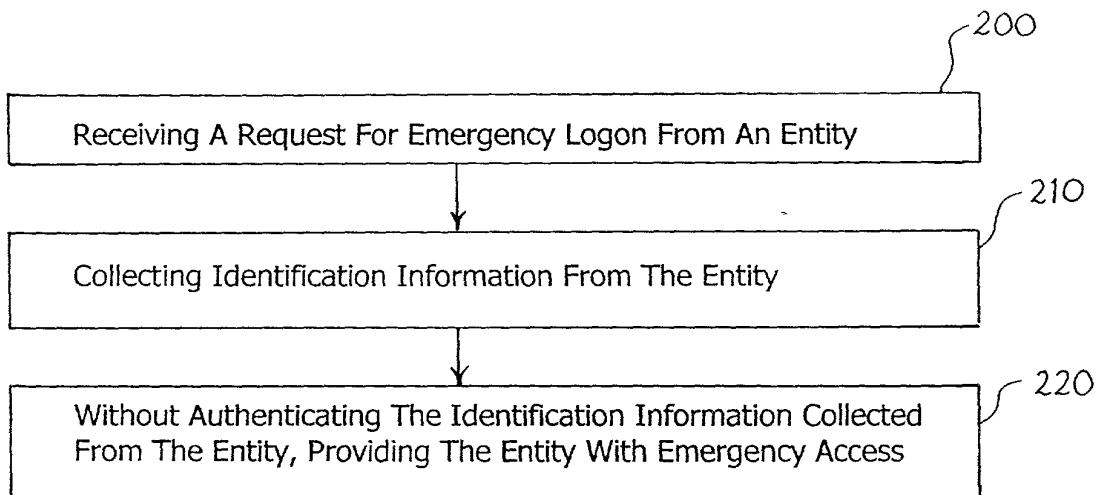 200
Receiving A Request For Emergency Logon From An Entity
210
Collecting Identification Information From The Entity
220
Without Authenticating The Identification Information Collected
From The Entity, Providing The Entity With Emergency Access